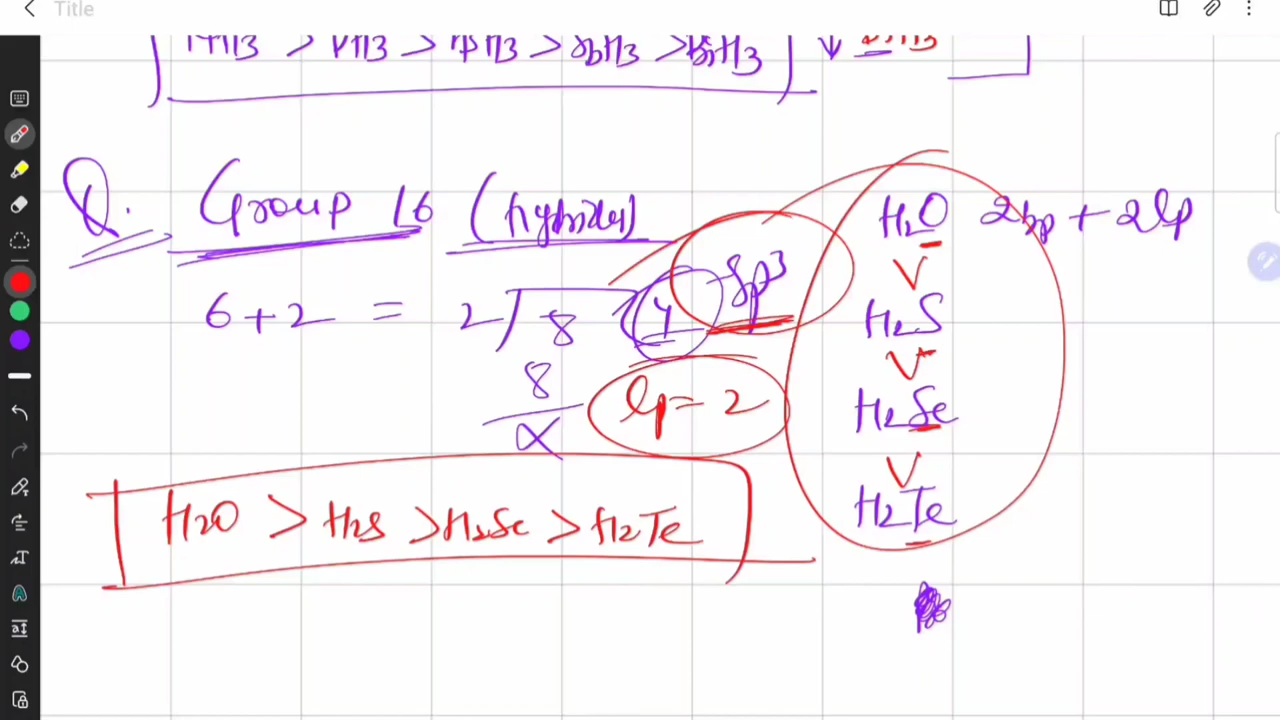 Title
NH3 > PH3 > AsH3 > SbH3 > BiH3 ↓
Q. Group 16 (hybrides)
6+2 = 2) 8 (4 sp3
8
lp = 2
H2O 2bp + 2lp
V
H2S
V
H2Se
V
H2Te
H2O > H2S > H2Se > H2Te